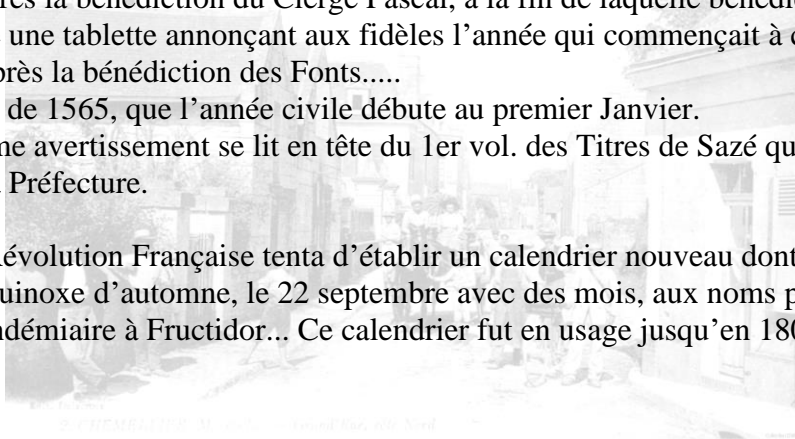 rès la bénédiction du Cierge Pascal, à la fin de laquelle bénédic
une tablette annonçant aux fidèles l’année qui commençait à
près la bénédiction des Fonts.....
de 1565, que l’année civile débute au premier Janvier.
me avertissement se lit en tête du 1er vol. des Titres de Sazé qu
Préfecture.
évolution Française tenta d’établir un calendrier nouveau dont
uinoxe d’automne, le 22 septembre avec des mois, aux noms p
ndémiaire à Fructidor... Ce calendrier fut en usage jusqu’en 180